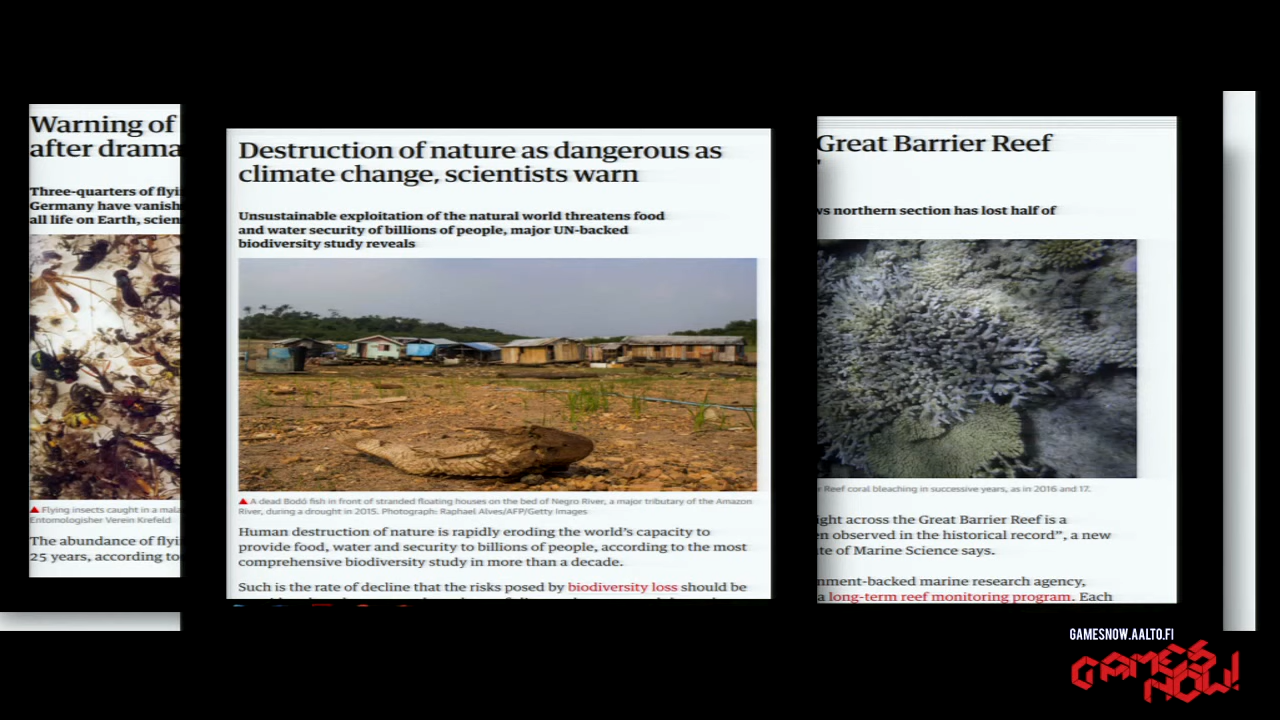 Warning of
after drama
Three-quarters of flyi
Germany have vanish
all life on Earth, scien
Flying insects caught in a mala
Entomologisher Verein Krefeld
The abundance of flyi
25 years, according to
Destruction of nature as dangerous as
climate change, scientists warn
Unsustainable exploitation of the natural world threatens food
and water security of billions of people, major UN-backed
biodiversity study reveals
A dead Bodó fish in front of stranded floating houses on the bed of Negro River, a major tributary of the Amazon
River, during a drought in 2015. Photograph: Raphael Alves/AFP/Getty Images
Human destruction of nature is rapidly eroding the world's capacity to
provide food, water and security to billions of people, according to the most
comprehensive biodiversity study in more than a decade.
Such is the rate of decline that the risks posed by biodiversity loss should be
Great Barrier Reef
ws northern section has lost half of
r Reef coral bleaching in successive years, as in 2016 and 17.
ight across the Great Barrier Reef is a
n observed in the historical record", a new
te of Marine Science says.
nment-backed marine research agency,
a long-term reef monitoring program. Each
GAMESNOW.AALTO.FI
GAMES
NOW!